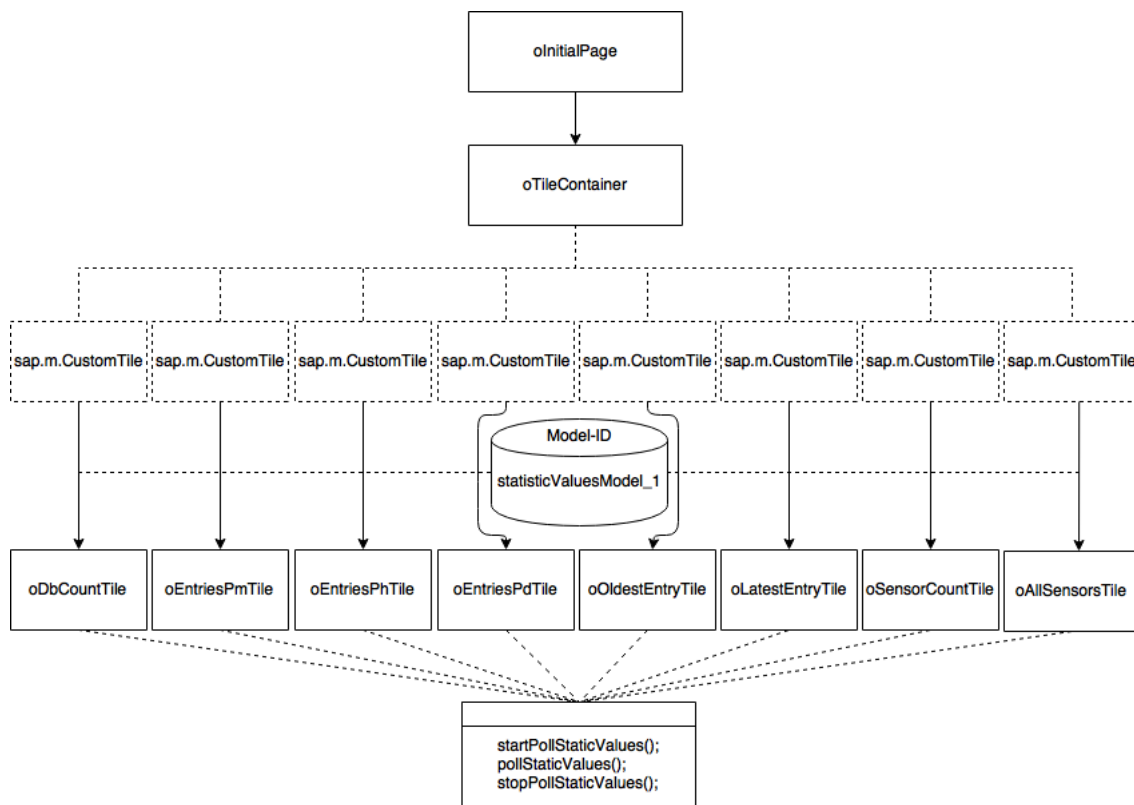 oInitialPage
oTileContainer
sap.m.CustomTile
sap.m.CustomTile
sap.m.CustomTile
sap.m.CustomTile
sap.m.CustomTile
sap.m.CustomTile
sap.m.CustomTile
sap.m.CustomTile
Model-ID
statisticValuesModel_1
oDbCountTile
oEntriesPmTile
oEntriesPhTile
oEntriesPdTile
oOldestEntryTile
oLatestEntryTile
oSensorCountTile
oAllSensorsTile
startPollStaticValues();
pollStaticValues();
stopPollStaticValues();